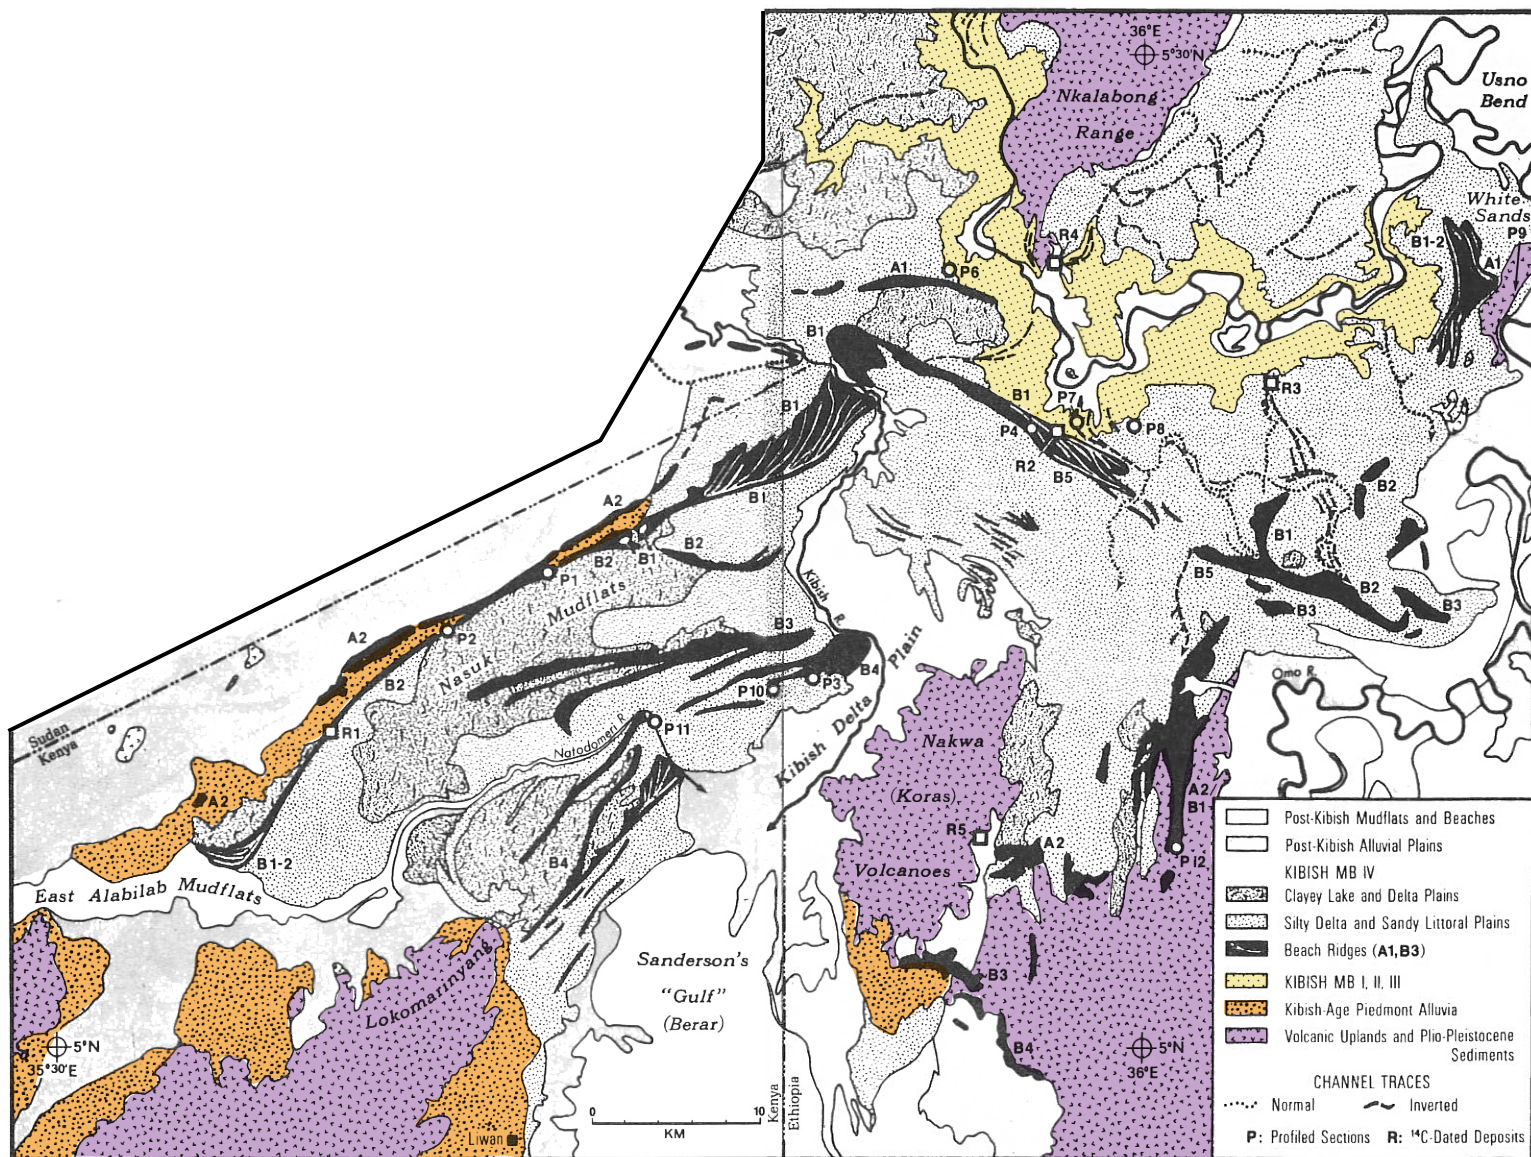 36°E
5°30'N
Usno
Bend
Nkalabong
Range
White
Sands
P9
R4
B1-2
A1
A1
P6
B1
B1
B1
P7
R3
P4
P8
R2
B5
B2
A2
B1
B2
B2
B1
B1
P1
B5
B2
Kibish R.
B3
B3
Mudflats
Nasuk
A2
P2
B3
B4
Plain
B2
P10
P3
Omo R.
Sudan
Kenya
R1
Natodomeri R.
P11
Kibish Delta
Nakwa
(Koras)
A2
A2
B1
R5
A2
Volcanoes
P12
B1-2
B4
East Alabilab Mudflats
Lokomarinyang
Sanderson's
"Gulf"
(Berar)
B3
B4
5°N
35°30'E
5°N
36°E
Kenya
Ethiopia
0 10
KM
Liwan
Post-Kibish Mudflats and Beaches
Post-Kibish Alluvial Plains
KIBISH MB IV
Clayey Lake and Delta Plains
Silty Delta and Sandy Littoral Plains
Beach Ridges (A1,B3)
KIBISH MB I, II, III
Kibish-Age Piedmont Alluvia
Volcanic Uplands and Plio-Pleistocene
Sediments
CHANNEL TRACES
Normal Inverted
P: Profiled Sections R: ¹⁴C-Dated Deposits